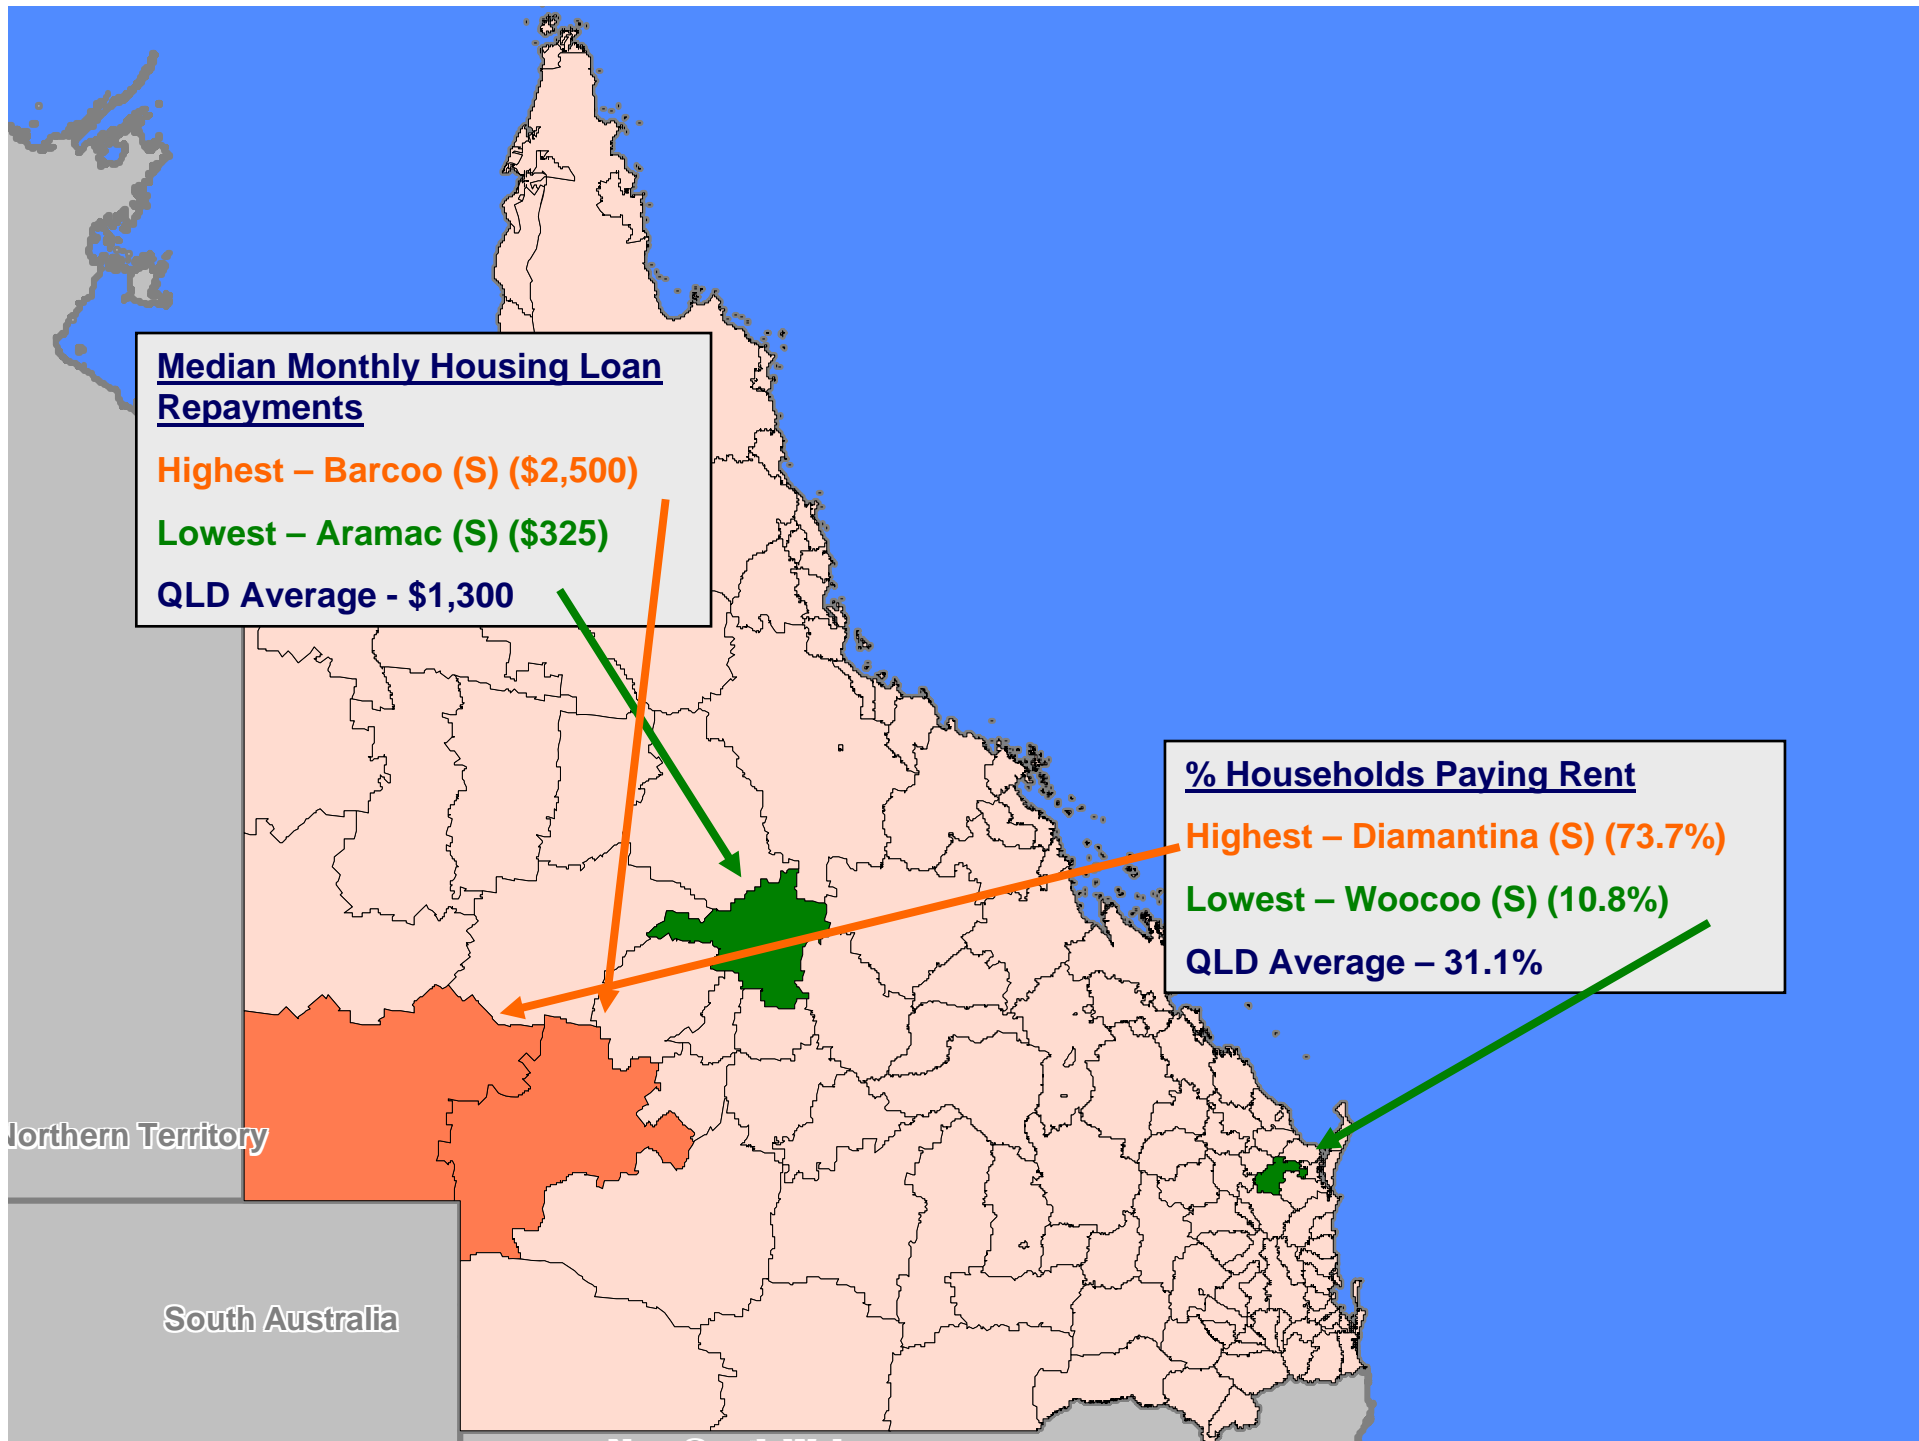 Median Monthly Housing Loan
Repayments
Highest – Barcoo (S) ($2,500)
Lowest – Aramac (S) ($325)
QLD Average - $1,300
% Households Paying Rent
Highest – Diamantina (S) (73.7%)
Lowest – Woocoo (S) (10.8%)
QLD Average – 31.1%
Northern Territory
South Australia